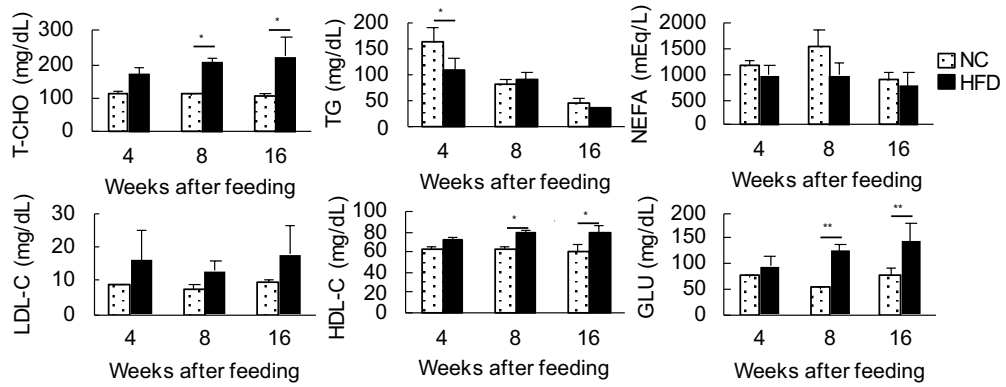 T-CHO (mg/dL)
300
200
100
0
*
*
4 8 16
Weeks after feeding
TG (mg/dL)
200
150
100
50
0
*
4 8 16
Weeks after feeding
NEFA (mEq/L)
2000
1500
1000
500
0
4 8 16
Weeks after feeding
NC
HFD
LDL-C (mg/dL)
30
20
10
0
4 8 16
Weeks after feeding
HDL-C (mg/dL)
100
80
60
40
20
0
*
*
4 8 16
Weeks after feeding
GLU (mg/dL)
200
150
100
50
0
**
**
4 8 16
Weeks after feeding